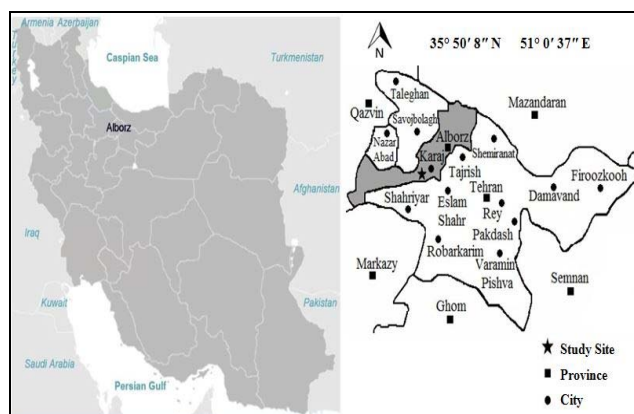 Armenia Azerbaijan
Turkey
Caspian Sea
Turkmenistan
Alborz
Afghanistan
Iraq
Kuwait
Pakistan
Saudi Arabia
Persian Gulf
35° 50′ 8″ N 51° 0′ 37″ E
Taleghan
Qazvin
Mazandaran
Savojbolagh
Alborz
Nazar
Abad
Shemiranat
Karaj
Tajrish
Firoozkooh
Tehran
Damavand
Shahriyar
Eslam
Shahr
Rey
Pakdash
Robarkarim
Markazy
Varamin
Pishva
Semnan
Ghom
Study Site
Province
City